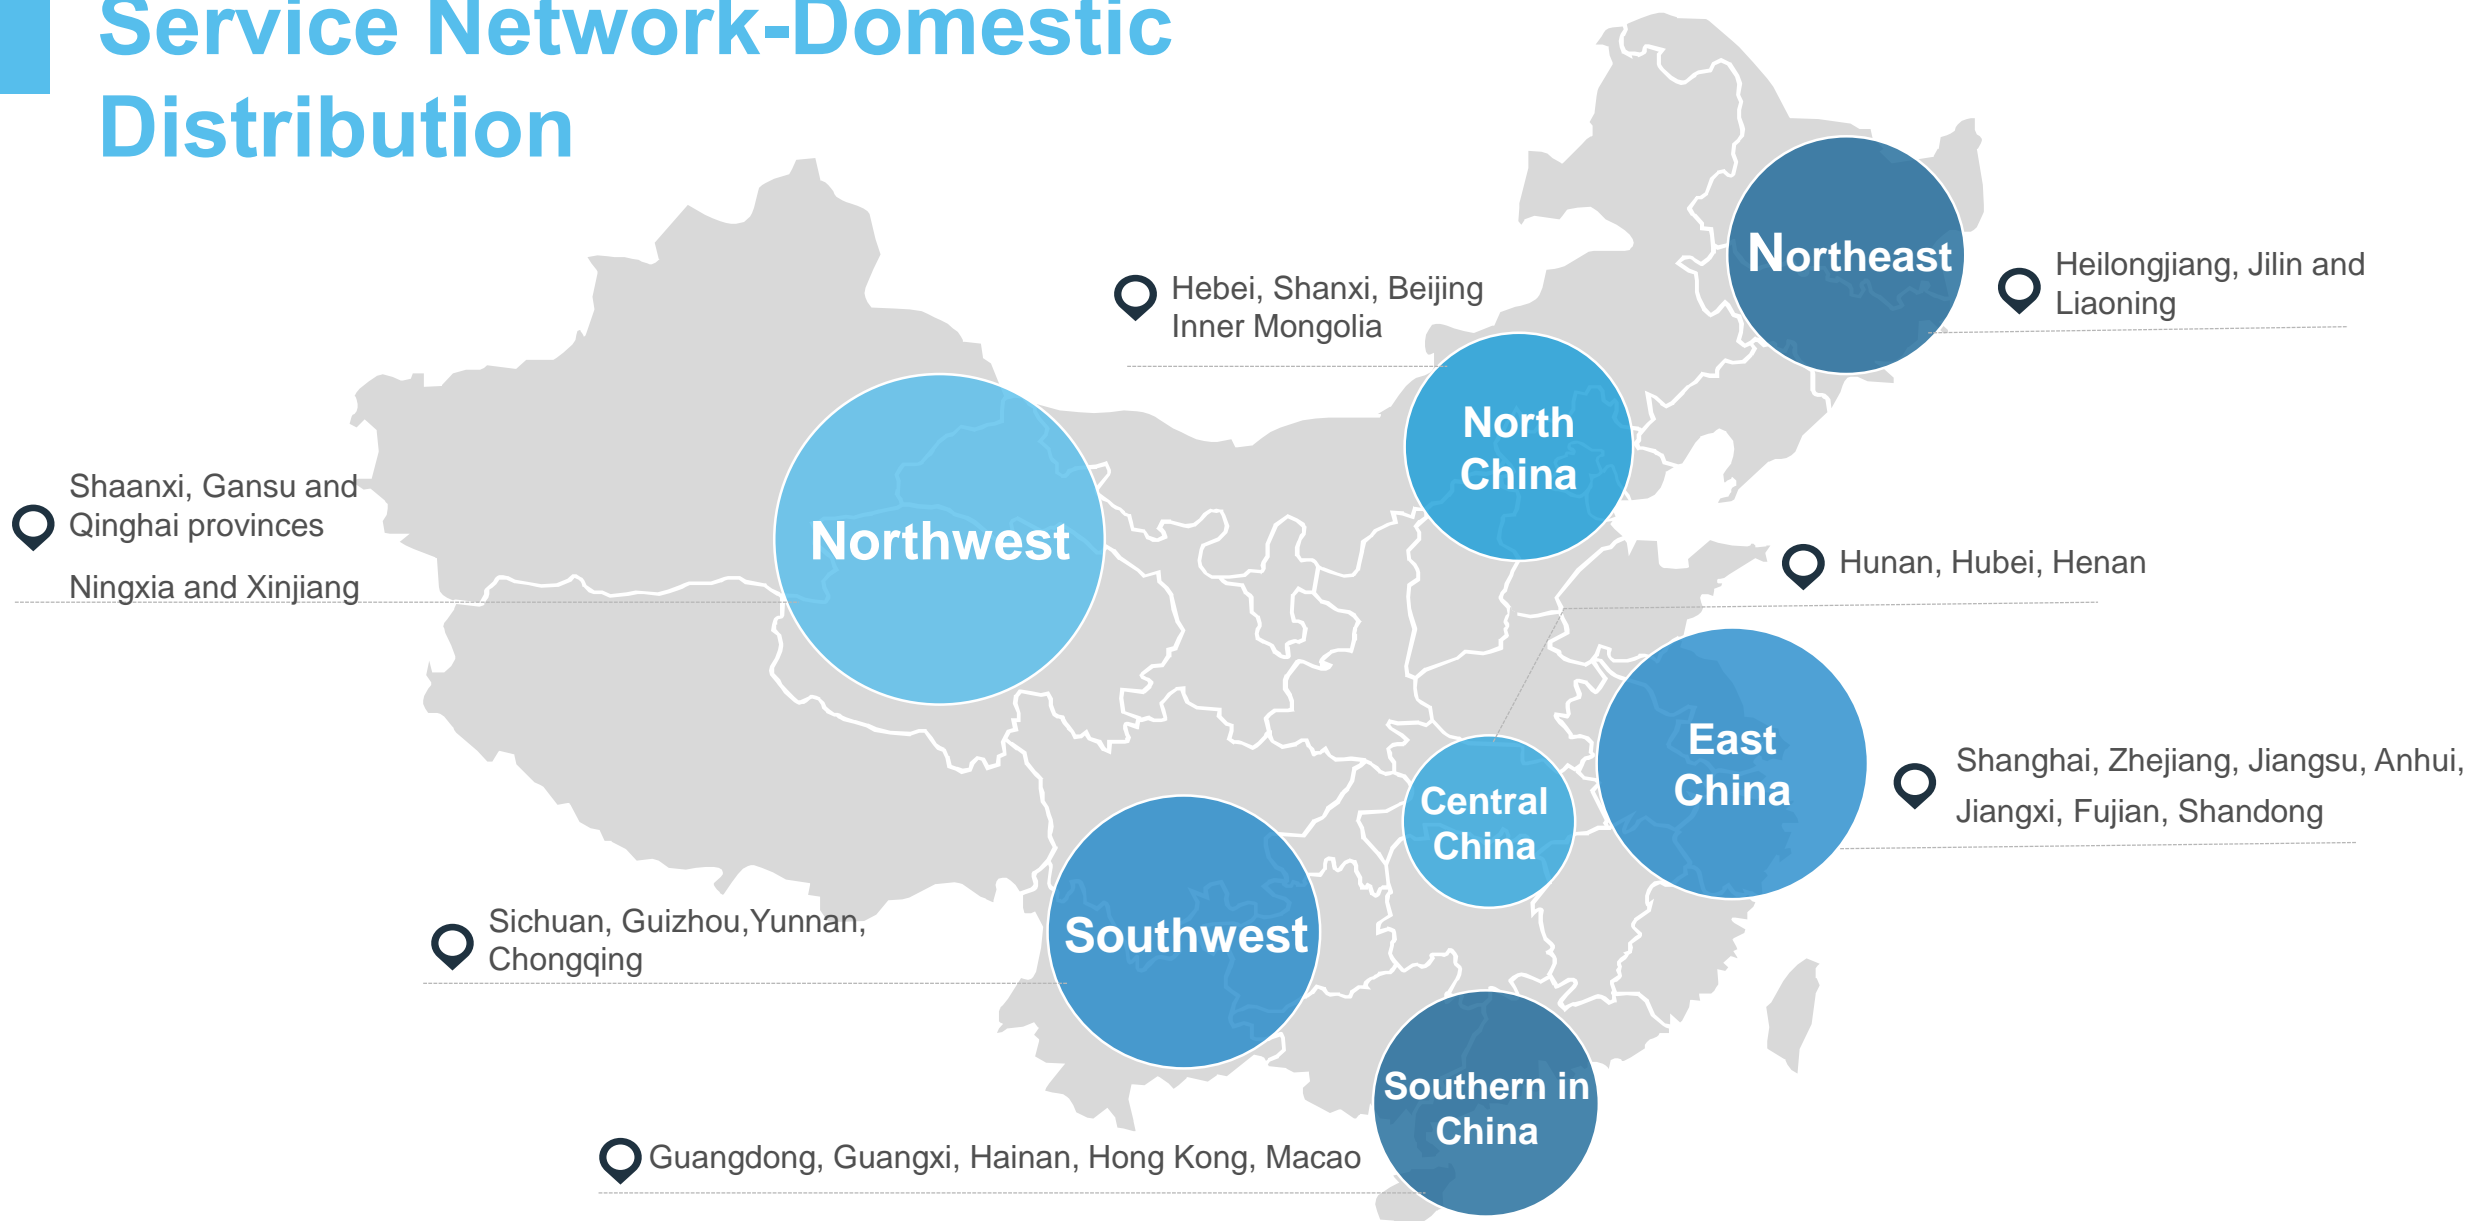 Service Network-Domestic
Distribution
Northeast
Heilongjiang, Jilin and
Liaoning
Hebei, Shanxi, Beijing
Inner Mongolia
North
China
Shaanxi, Gansu and
Qinghai provinces
Ningxia and Xinjiang
Northwest
Hunan, Hubei, Henan
East
China
Shanghai, Zhejiang, Jiangsu, Anhui,
Jiangxi, Fujian, Shandong
Central
China
Sichuan, Guizhou,Yunnan,
Chongqing
Southwest
Southern in
China
Guangdong, Guangxi, Hainan, Hong Kong, Macao